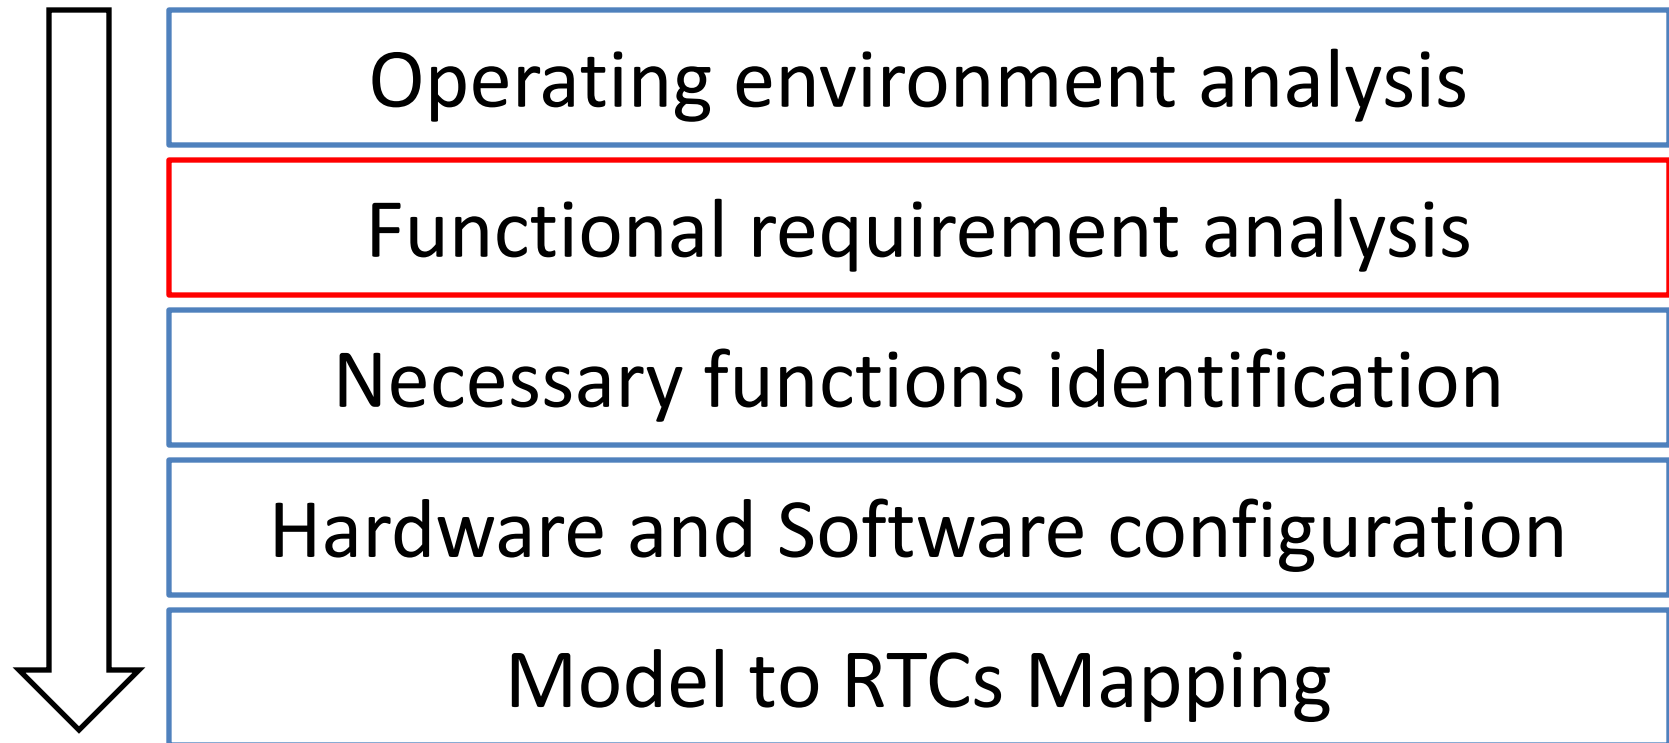 Operating environment analysis
Functional requirement analysis
Necessary functions identification
Hardware and Software configuration
Model to RTCs Mapping